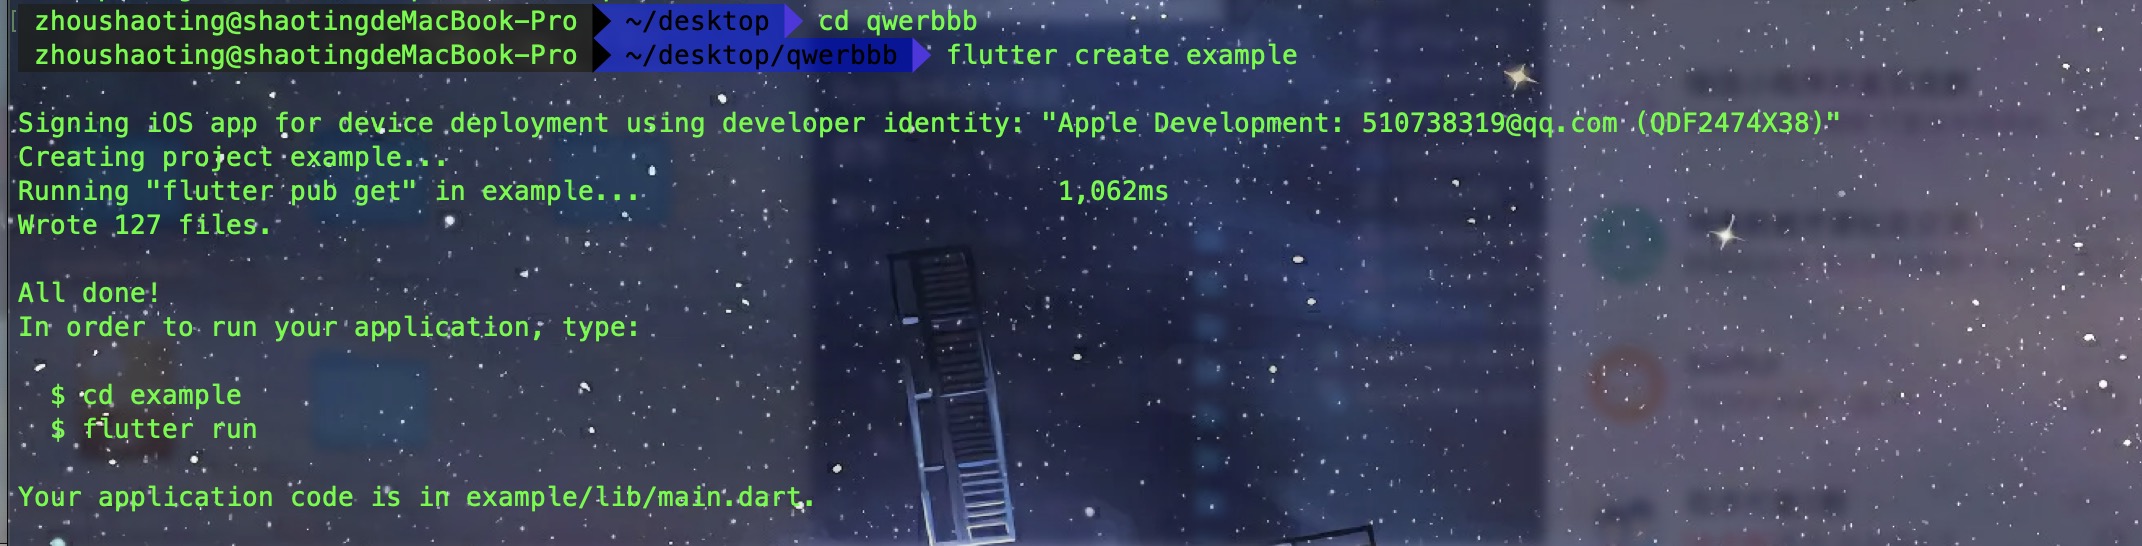 zhoushaoting@shaotingdeMacBook-Pro ~/desktop cd qwerbbb
zhoushaoting@shaotingdeMacBook-Pro ~/desktop/qwerbbb flutter create example
Signing iOS app for device deployment using developer identity: "Apple Development: 510738319@qq.com (QDF2474X38)"
Creating project example...
Running "flutter pub get" in example... 1,062ms
Wrote 127 files.
All done!
In order to run your application, type:
$ cd example
$ flutter run
Your application code is in example/lib/main.dart.